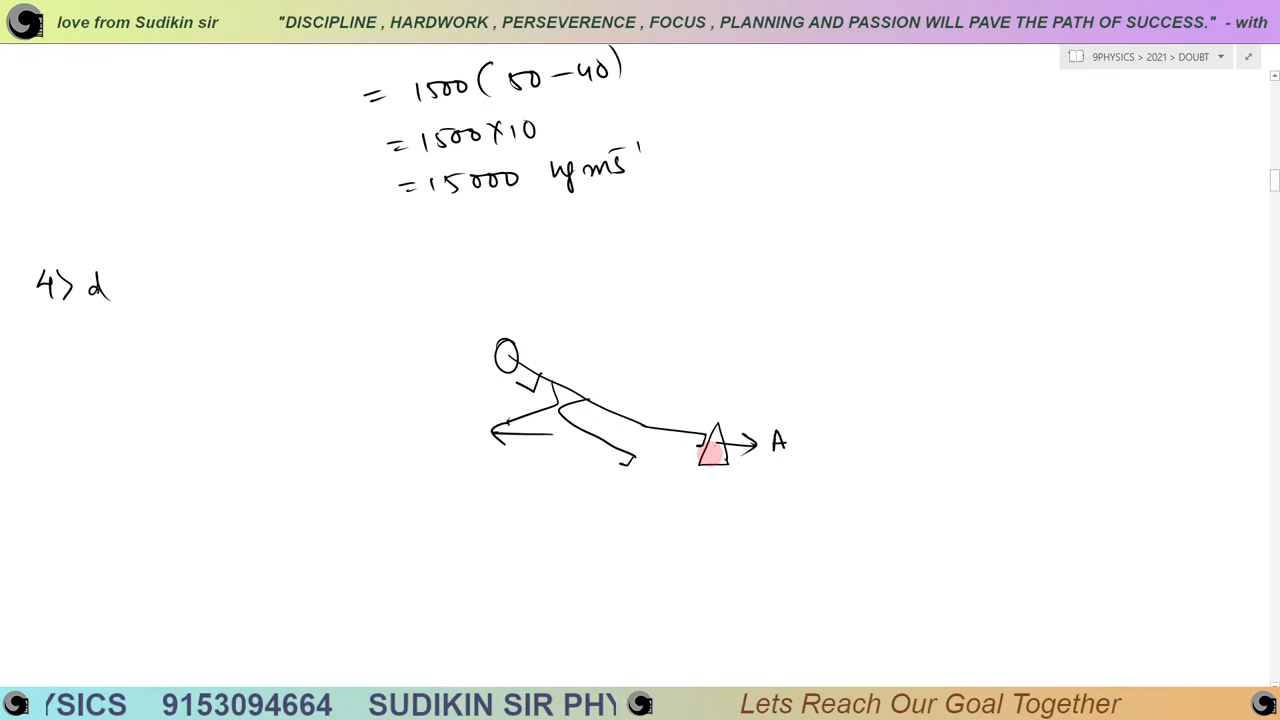 love from Sudikin sir "DISCIPLINE , HARDWORK , PERSEVERENCE , FOCUS , PLANNING AND PASSION WILL PAVE THE PATH OF SUCCESS." - with
9PHYSICS > 2021 > DOUBT
= 1500 ( 50 - 40 )
= 1500 × 10
= 15000 kg ms⁻¹
4> d
A
YSICS 9153094664 SUDIKIN SIR PHY Lets Reach Our Goal Together